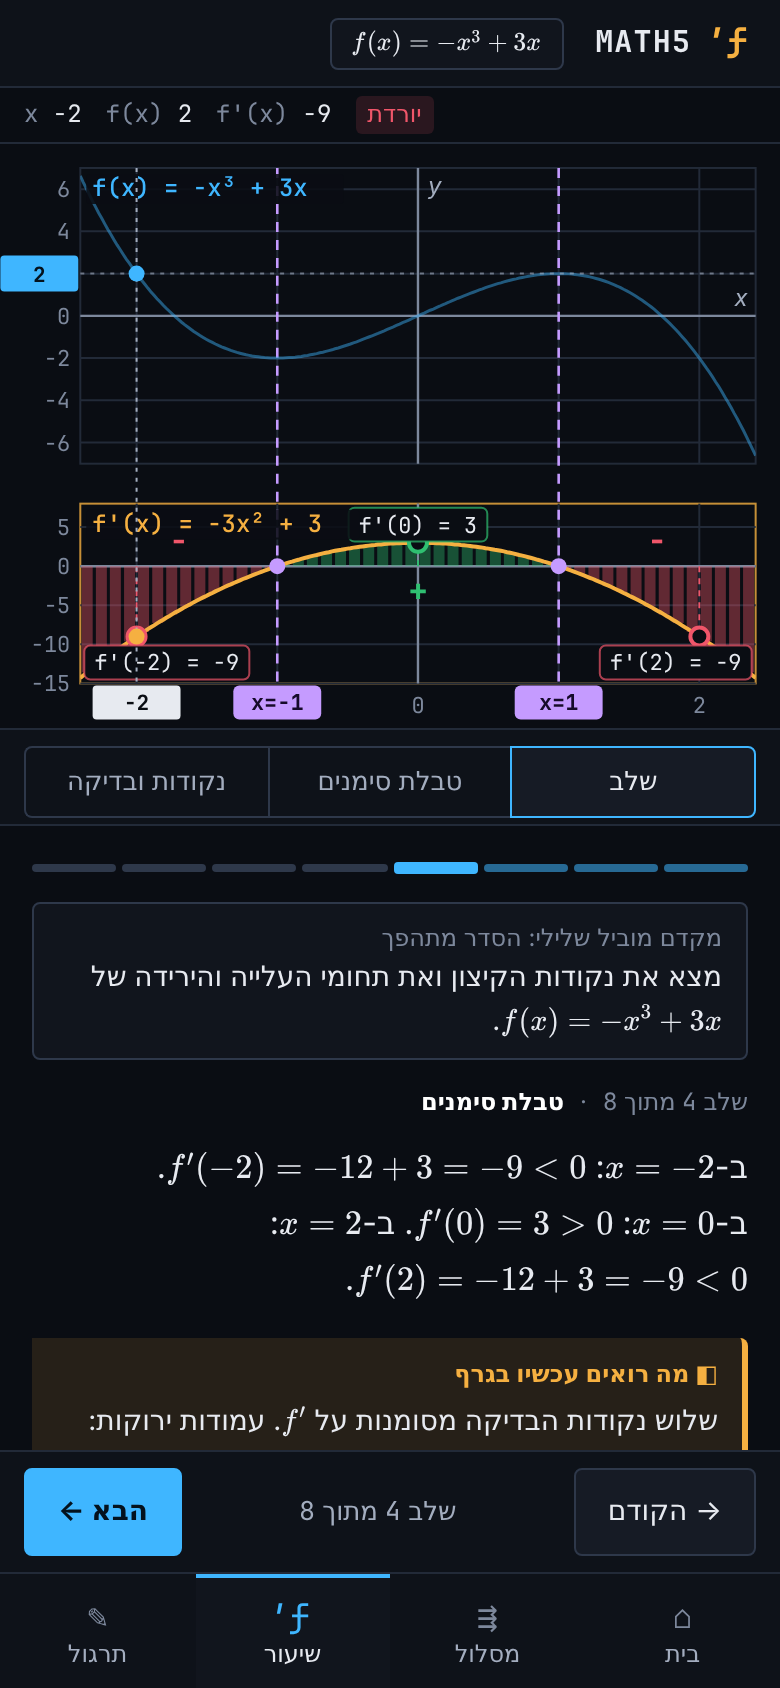 MATH5 f'
f(x) = −x³ + 3x
x -2 f(x) 2 f'(x) -9 יורדת
f(x) = -x³ + 3x
y
x
6
4
2
0
-2
-4
-6
f'(x) = -3x² + 3
f'(0) = 3
5
0
-5
-10
-15
-
-
+
f'(-2) = -9
f'(2) = -9
-2
x=-1
0
x=1
2
שלב
טבלת סימנים
נקודות ובדיקה
מקדם מוביל שלילי: הסדר מתהפך
מצא את נקודות הקיצון ואת תחומי העלייה והירידה של
f(x) = −x³ + 3x.
שלב 4 מתוך 8 · טבלת סימנים
ב-x = −2: f′(−2) = −12 + 3 = −9 < 0.
ב-x = 0: f′(0) = 3 > 0. ב-x = 2:
f′(2) = −12 + 3 = −9 < 0.
מה רואים עכשיו בגרף
שלוש נקודות הבדיקה מסומנות על f′. עמודות ירוקות:
→ הקודם
שלב 4 מתוך 8
הבא ←
בית
מסלול
f' שיעור
תרגול